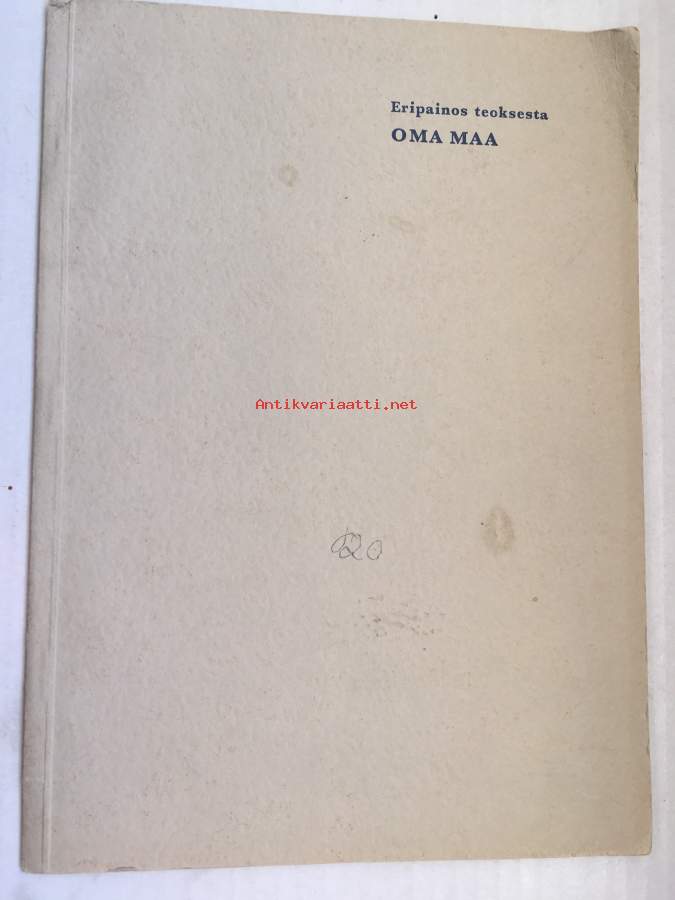 Eripainos teoksesta
OMA MAA
Antikvariaatti.net
20